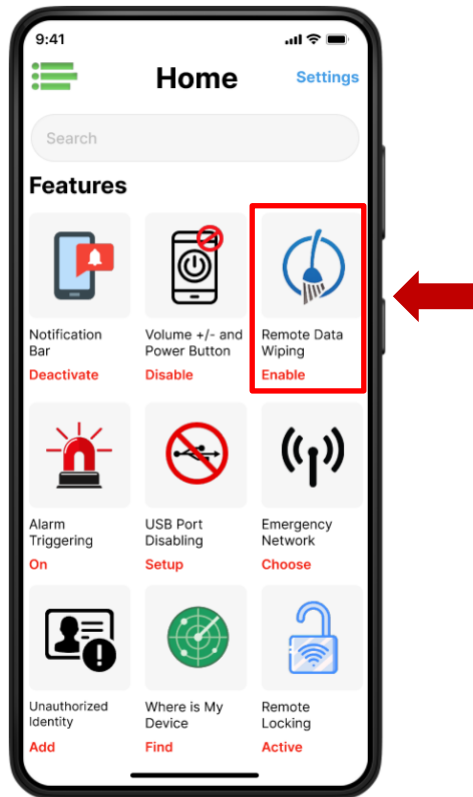 9:41
Home
Settings
Search
Features
Notification
Bar
Deactivate
Volume +/- and
Power Button
Disable
Remote Data
Wiping
Enable
Alarm
Triggering
On
USB Port
Disabling
Setup
Emergency
Network
Choose
Unauthorized
Identity
Add
Where is My
Device
Find
Remote
Locking
Active